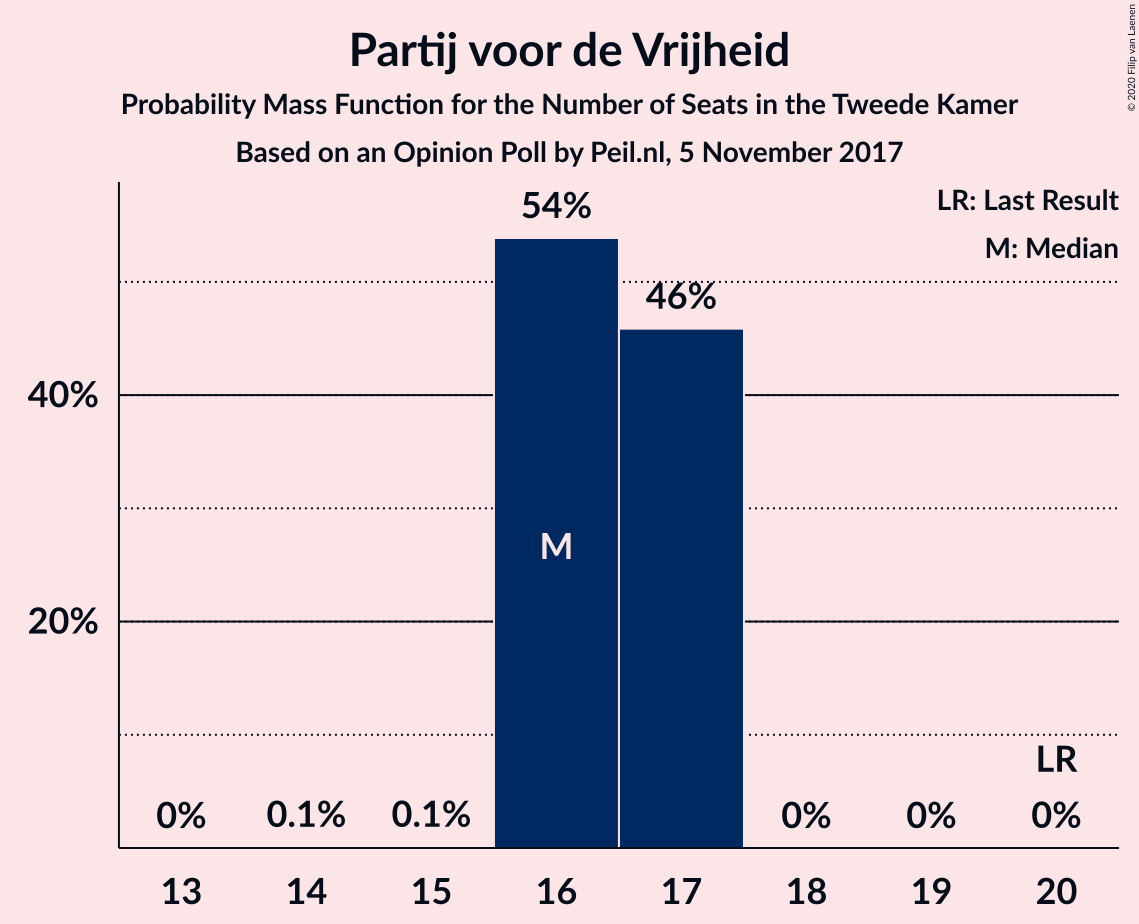 Partij voor de Vrijheid
Probability Mass Function for the Number of Seats in the Tweede Kamer
Based on an Opinion Poll by Peil.nl, 5 November 2017
© 2020 Filip van Laenen
LR: Last Result
M: Median
54%
46%
40%
20%
M
LR
0%
0.1%
0.1%
0%
0%
0%
13
14
15
16
17
18
19
20